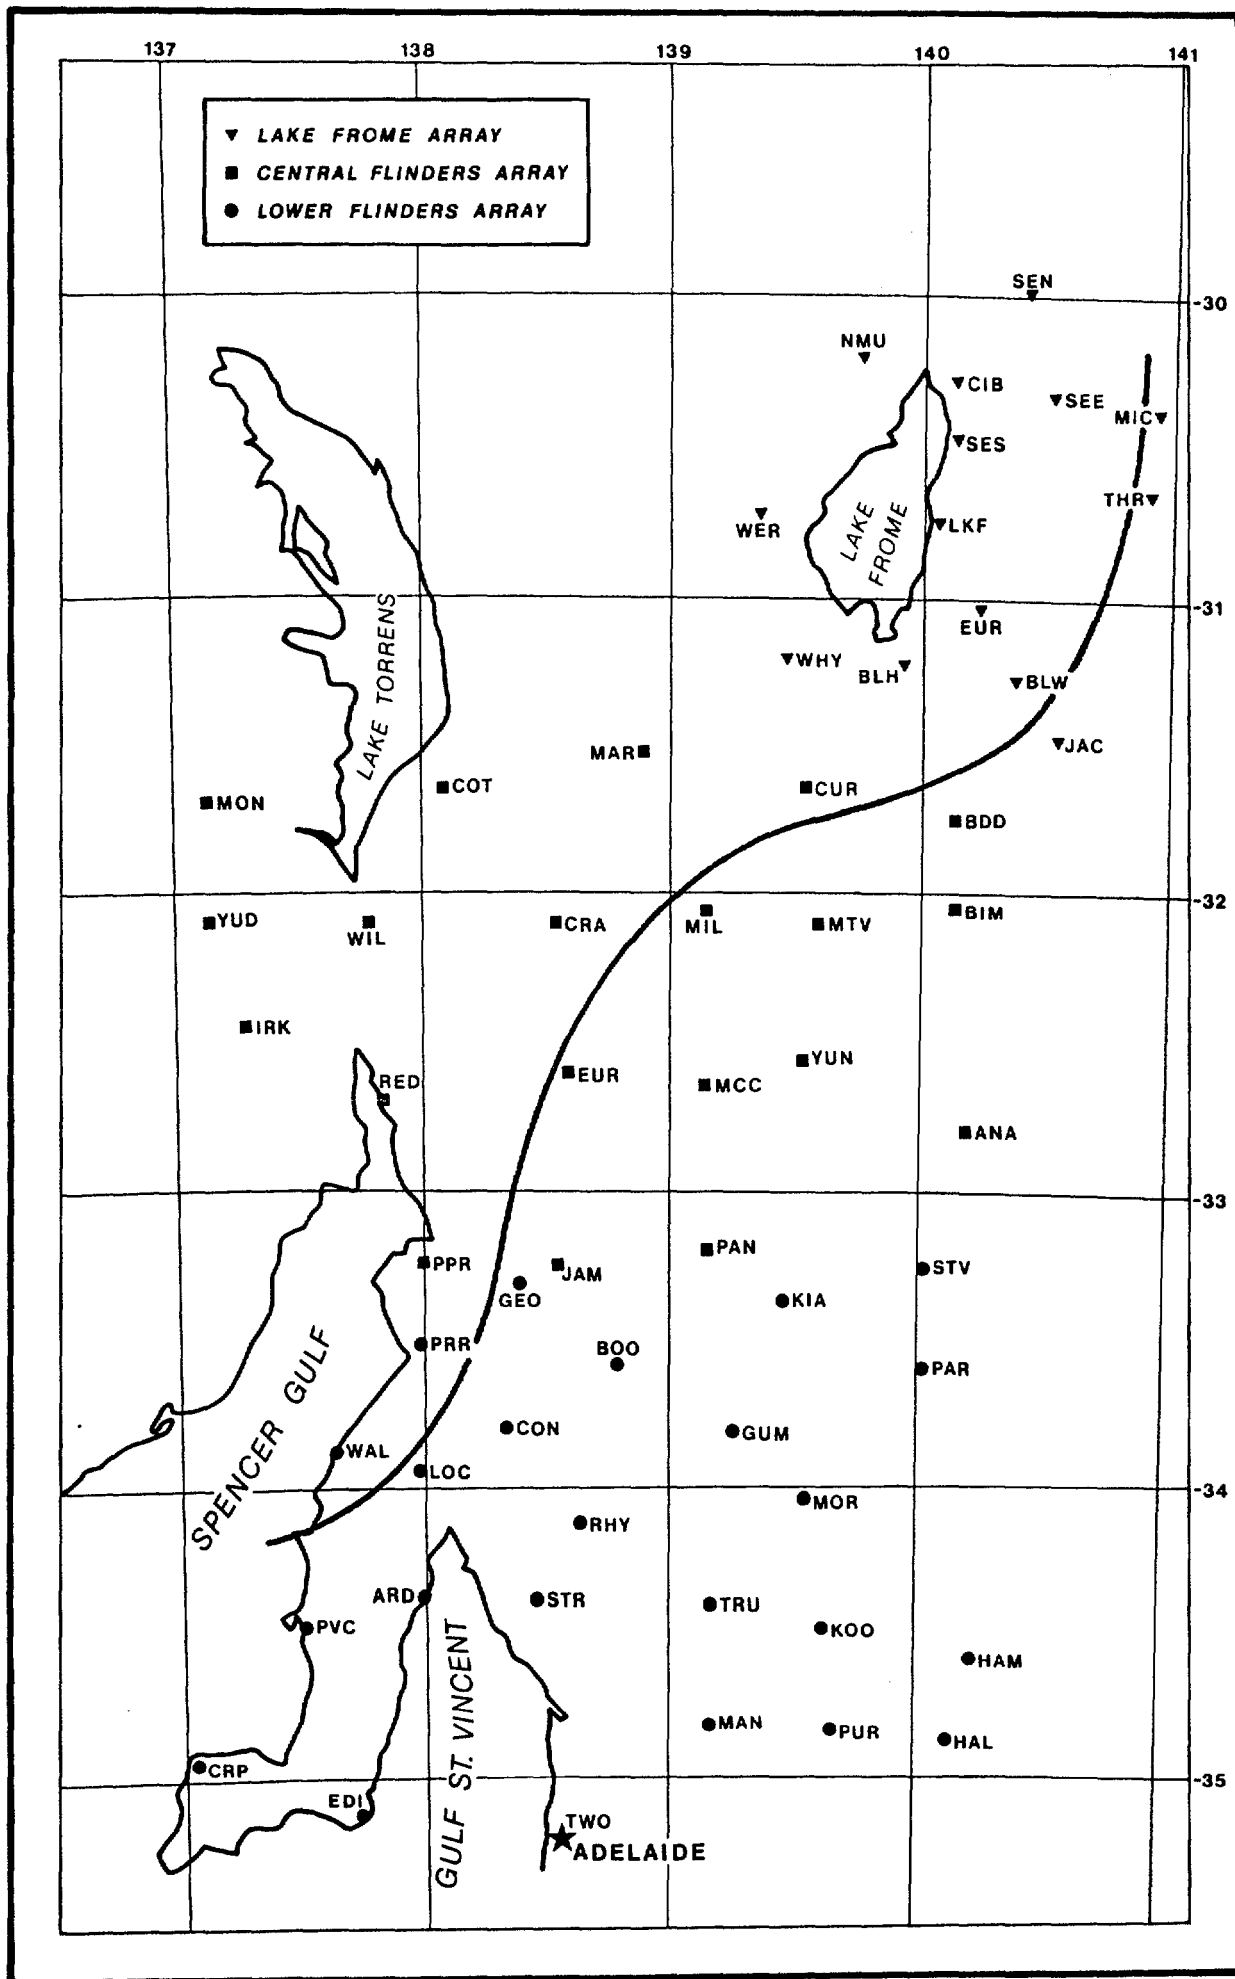 137 138 139 140 141
LAKE FROME ARRAY
CENTRAL FLINDERS ARRAY
LOWER FLINDERS ARRAY
SEN
-30
NMU
CIB
SEE
MIC
SES
THR
LAKE FROME
WER
LKF
-31
EUR
LAKE TORRENS
WHY
BLH
BLW
JAC
MAR
COT
CUR
MON
BDD
-32
YUD
WIL
CRA
MIL
MTV
BIM
IRK
RED
EUR
YUN
MCC
ANA
-33
PPR
JAM
PAN
STV
GEO
KIA
PRR
BOO
PAR
SPENCER GULF
CON
GUM
WAL
LOC
-34
MOR
RHY
ARD
STR
TRU
PVC
KOO
HAM
GULF ST. VINCENT
MAN
PUR
HAL
CRP
-35
EDI
TWO
ADELAIDE